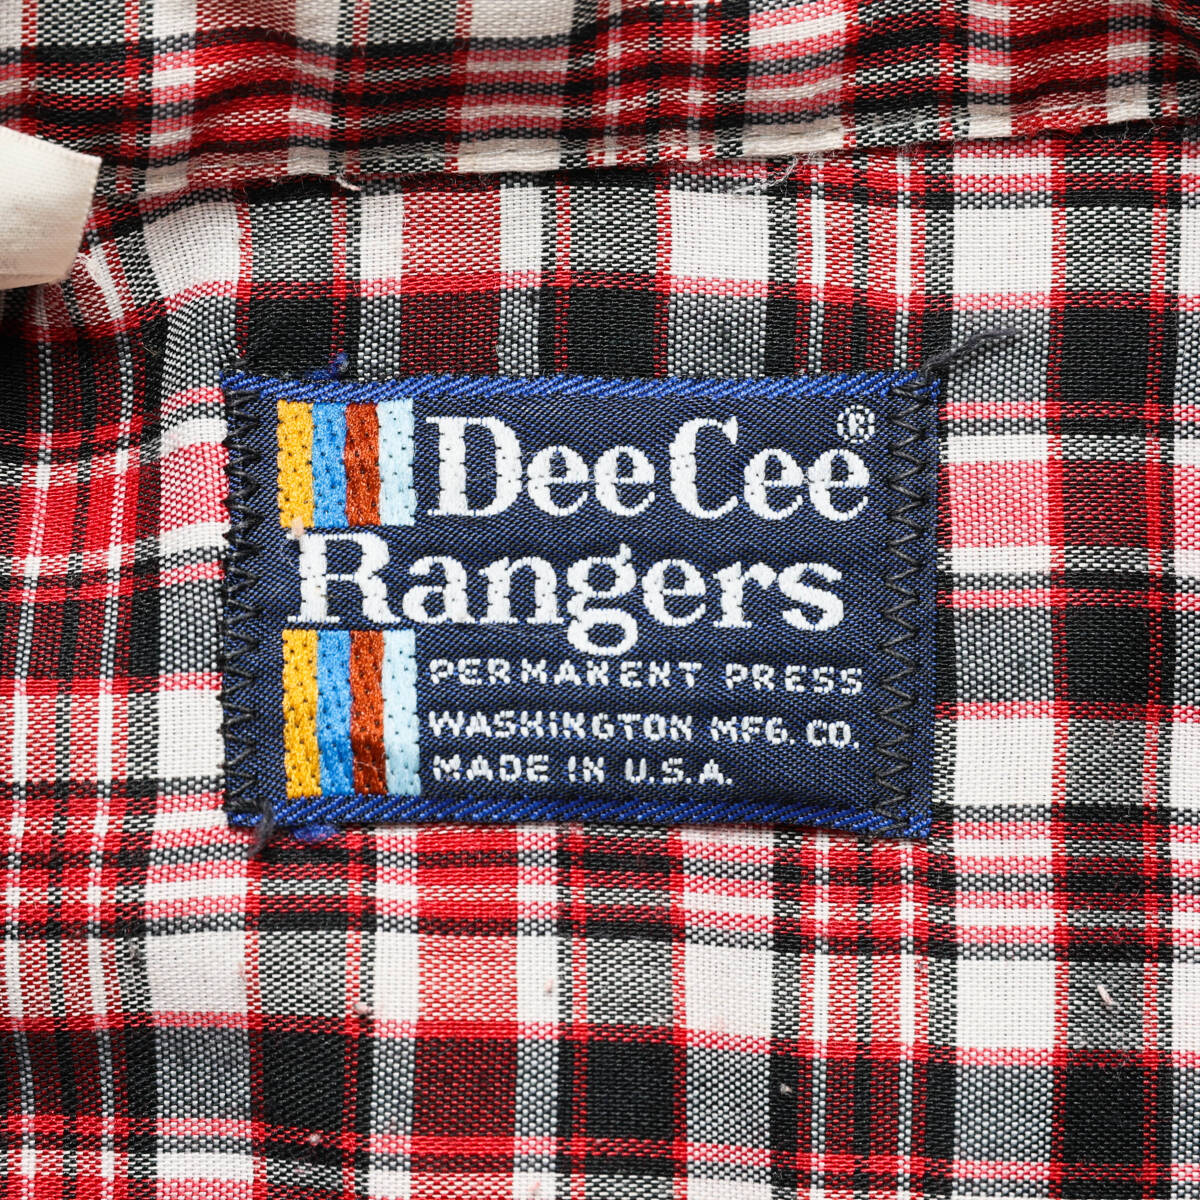 Dee Cee®
Rangers
PERMANENT PRESS
WASHINGTON MFG. CO.
MADE IN U.S.A.